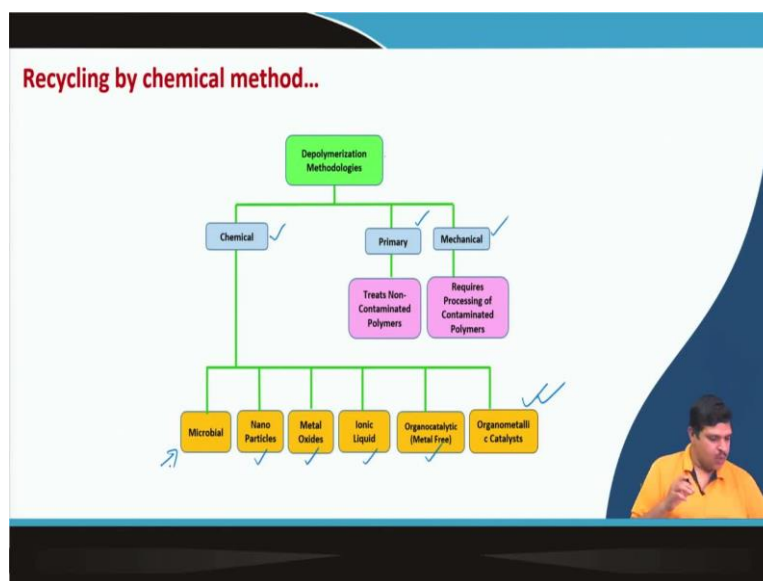 Recycling by chemical method...
Depolymerization
Methodologies
Chemical
Primary
Mechanical
Treats Non-
Contaminated
Polymers
Requires
Processing of
Contaminated
Polymers
Microbial
Nano
Particles
Metal
Oxides
Ionic
Liquid
Organocatalytic
(Metal Free)
Organometalli
c Catalysts